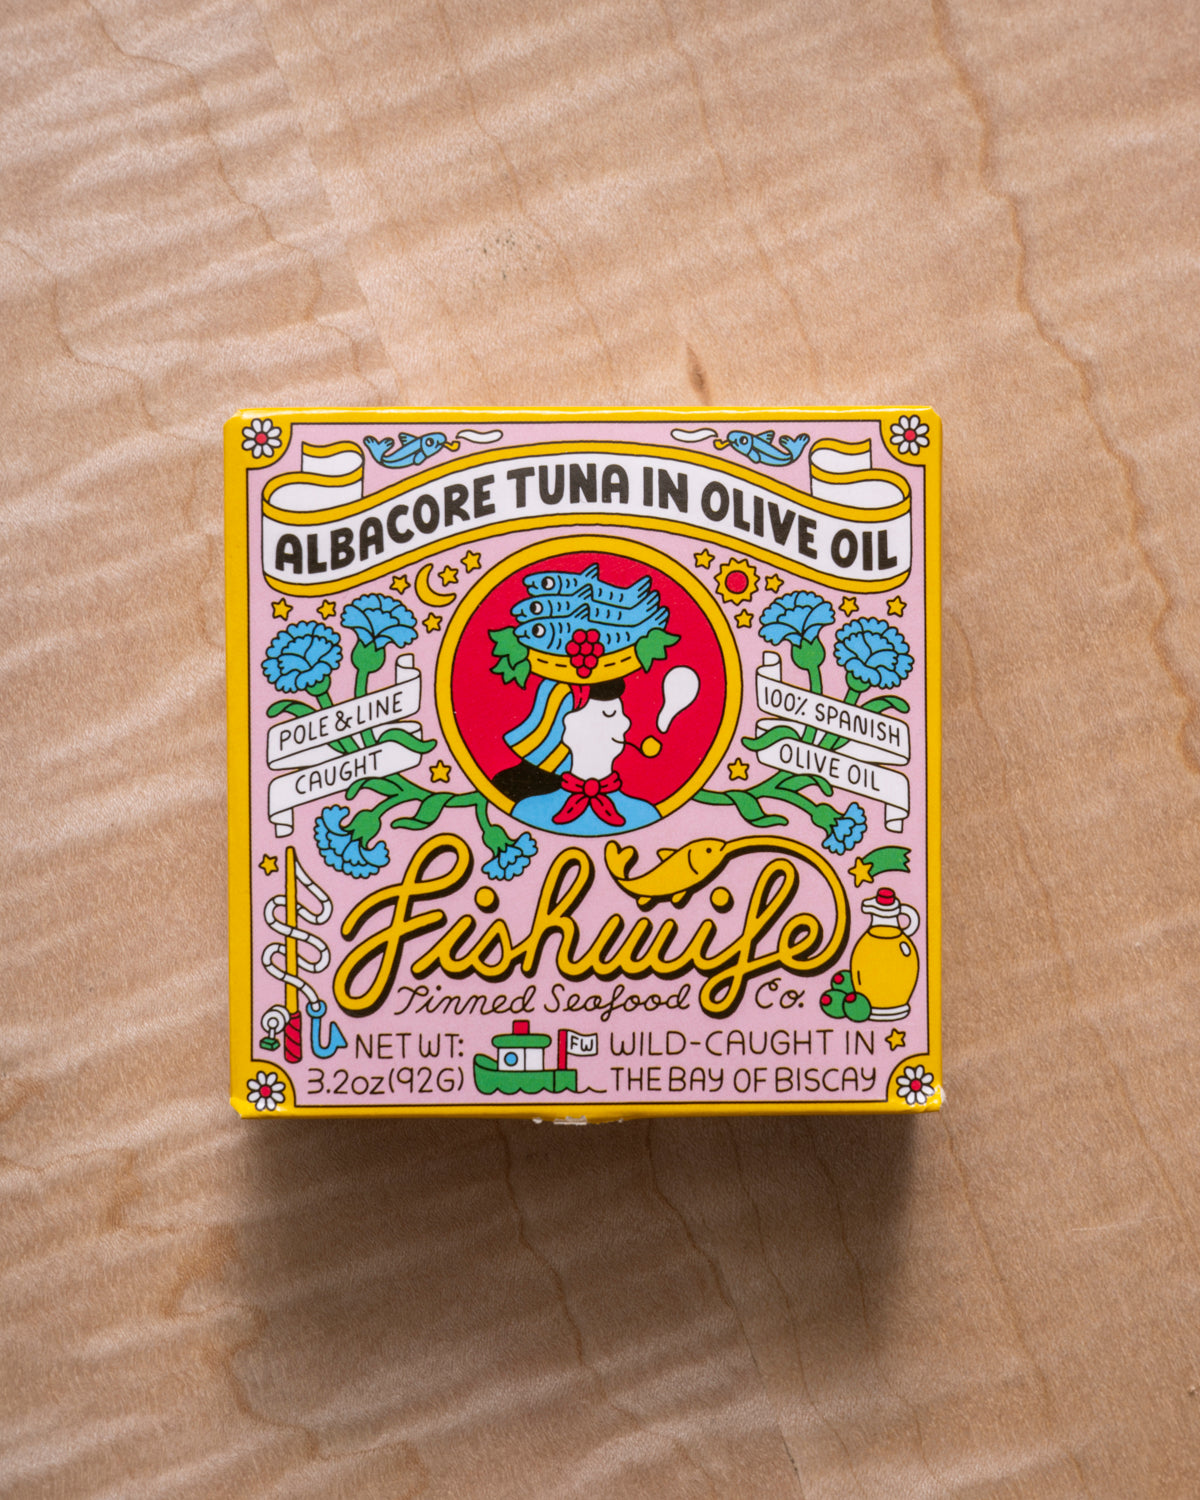 ALBACORE TUNA IN OLIVE OIL
POLE & LINE
CAUGHT
100% SPANISH
OLIVE OIL
Fishwife
Tinned Seafood Co.
NET WT:
3.2oz(92G)
FW
WILD-CAUGHT IN
THE BAY OF BISCAY